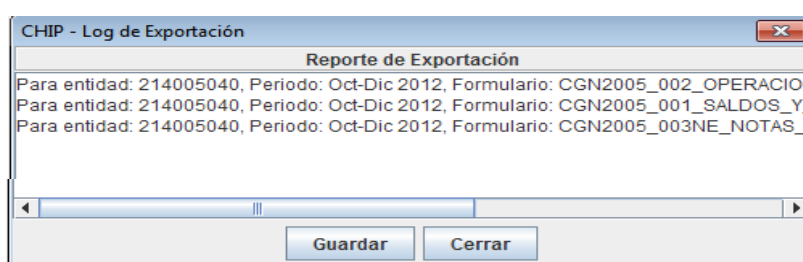 CHIP - Log de Exportación
Reporte de Exportación
Para entidad: 214005040, Periodo: Oct-Dic 2012, Formulario: CGN2005_002_OPERACIO
Para entidad: 214005040, Periodo: Oct-Dic 2012, Formulario: CGN2005_001_SALDOS_Y_
Para entidad: 214005040, Periodo: Oct-Dic 2012, Formulario: CGN2005_003NE_NOTAS_
Guardar Cerrar